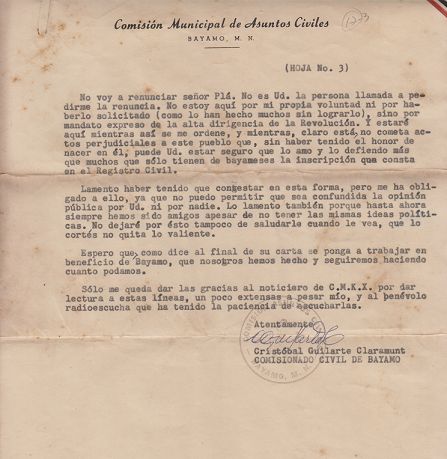 Comisión Municipal de Asuntos Civiles
BAYAMO, M. N.
1233
(HOJA No. 3)
No voy a renunciar señor Plá. No es Ud. la persona llamada a pe-
dirme la renuncia. No estoy aquí por mi propia voluntad ni por ha-
berlo solicitado (como lo han hecho muchos sin lograrlo), sino por
mandato expreso de la alta dirigencia de la Revolución. Y estaré
aquí mientras así se me ordene, y mientras, claro está, no cometa ac
tos perjudiciales a este pueblo que, sin haber tenido el honor de
nacer en él, puede Ud. estar seguro que lo amo y lo defiendo más
que muchos que sólo tienen de bayameses la inscripción que consta
en el Registro Civil.
Lamento haber tenido que contestar en esta forma, pero me ha obli-
gado a ello, ya que no puedo permitir que sea confundida la opinión
pública por Ud. ni por nadie. Lo lamento también porque hasta ahora
siempre hemos sido amigos apesar de no tener las mismas ideas polí-
ticas. No dejaré por ésto tampoco de saludarle cuando le vea, que lo
cortés no quita lo valiente.
Espero que, como dice al final de su carta se ponga a trabajar en
beneficio de Bayamo, que nosotros hemos hecho y seguiremos haciendo
cuanto podamos.
Sólo me queda dar las gracias al noticiero de C.M.K.X. por dar
lectura a estas líneas, un poco extensas a pesar mío, y al benévolo
radioescucha que ha tenido la paciencia de escucharlas.
Atentamente
Cristóbal Guilarte Claramunt
COMISIONADO CIVIL DE BAYAMO
BAYAMO, M. N.